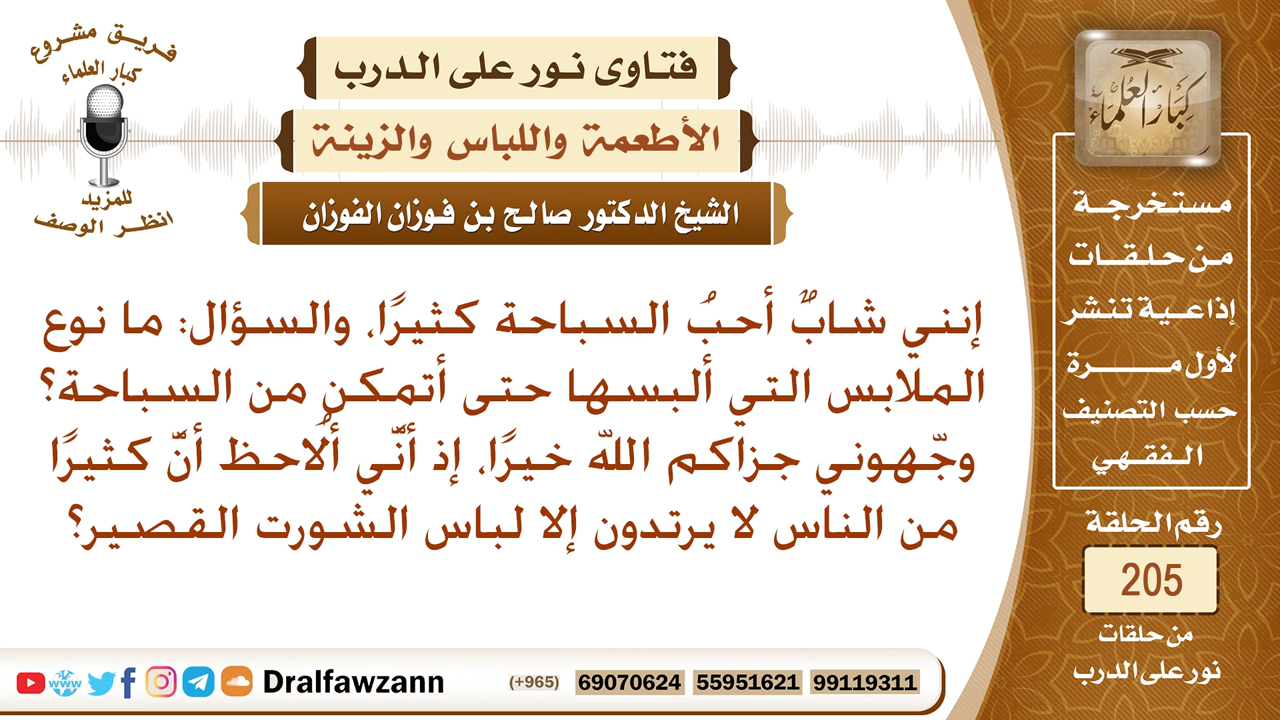 فريق مشروع
كبار العلماء
للمزيد
انظر الوصف
فتاوى نور على الدرب
الأطعمة واللباس والزينة
الشيخ الدكتور صالح بن فوزان الفوزان
إنني شابٌ أحبُ السباحة كثيرًا، والسؤال: ما نوع
الملابس التي ألبسها حتى أتمكن من السباحة؟
وجّهوني جزاكم اللّه خيرًا، إذ أنّي أُلاحظ أنّ كثيرًا
من الناس لا يرتدون إلا لباس الشورت القصير؟
كبار العلماء
مستخرجة
من حلقات
إذاعية تنشر
لأول مرة
حسب التصنيف
الفقهي
رقم الحلقة
205
من حلقات
نور على الدرب
www
Dralfawzann
(+965) 69070624 55951621 99119311